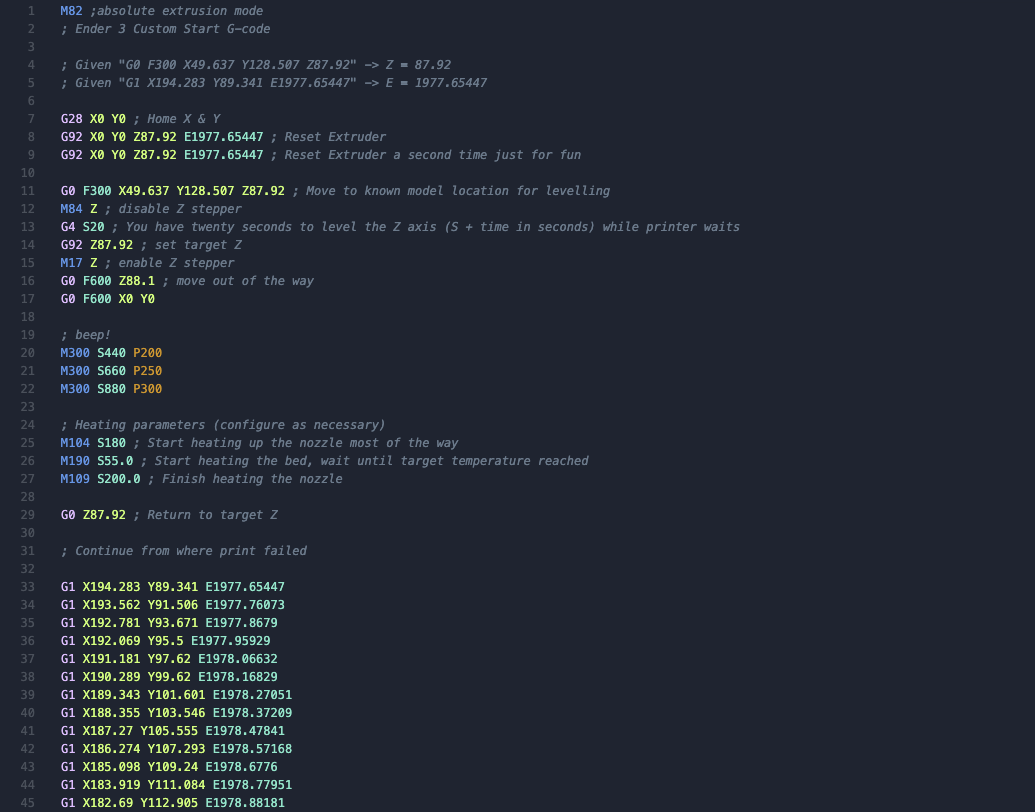 1 M82 ;absolute extrusion mode
2 ; Ender 3 Custom Start G-code
3
4 ; Given "G0 F300 X49.637 Y128.507 Z87.92" -> Z = 87.92
5 ; Given "G1 X194.283 Y89.341 E1977.65447" -> E = 1977.65447
6
7 G28 X0 Y0 ; Home X & Y
8 G92 X0 Y0 Z87.92 E1977.65447 ; Reset Extruder
9 G92 X0 Y0 Z87.92 E1977.65447 ; Reset Extruder a second time just for fun
10
11 G0 F300 X49.637 Y128.507 Z87.92 ; Move to known model location for levelling
12 M84 Z ; disable Z stepper
13 G4 S20 ; You have twenty seconds to level the Z axis (S + time in seconds) while printer waits
14 G92 Z87.92 ; set target Z
15 M17 Z ; enable Z stepper
16 G0 F600 Z88.1 ; move out of the way
17 G0 F600 X0 Y0
18
19 ; beep!
20 M300 S440 P200
21 M300 S660 P250
22 M300 S880 P300
23
24 ; Heating parameters (configure as necessary)
25 M104 S180 ; Start heating up the nozzle most of the way
26 M190 S55.0 ; Start heating the bed, wait until target temperature reached
27 M109 S200.0 ; Finish heating the nozzle
28
29 G0 Z87.92 ; Return to target Z
30
31 ; Continue from where print failed
32
33 G1 X194.283 Y89.341 E1977.65447
34 G1 X193.562 Y91.506 E1977.76073
35 G1 X192.781 Y93.671 E1977.8679
36 G1 X192.069 Y95.5 E1977.95929
37 G1 X191.181 Y97.62 E1978.06632
38 G1 X190.289 Y99.62 E1978.16829
39 G1 X189.343 Y101.601 E1978.27051
40 G1 X188.355 Y103.546 E1978.37209
41 G1 X187.27 Y105.555 E1978.47841
42 G1 X186.274 Y107.293 E1978.57168
43 G1 X185.098 Y109.24 E1978.6776
44 G1 X183.919 Y111.084 E1978.77951
45 G1 X182.69 Y112.905 E1978.88181